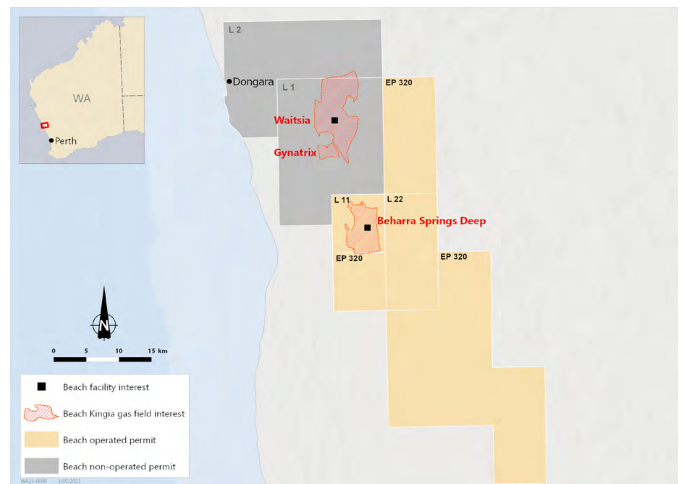 L 2
Dongara
L 1
EP 320
WA
Waitsia
Perth
Gynatrix
L 11
L 22
Beharra Springs Deep
EP 320
EP 320
N
0 5 10 15 km
Beach facility interest
Beach Kingia gas field interest
Beach operated permit
Beach non-operated permit